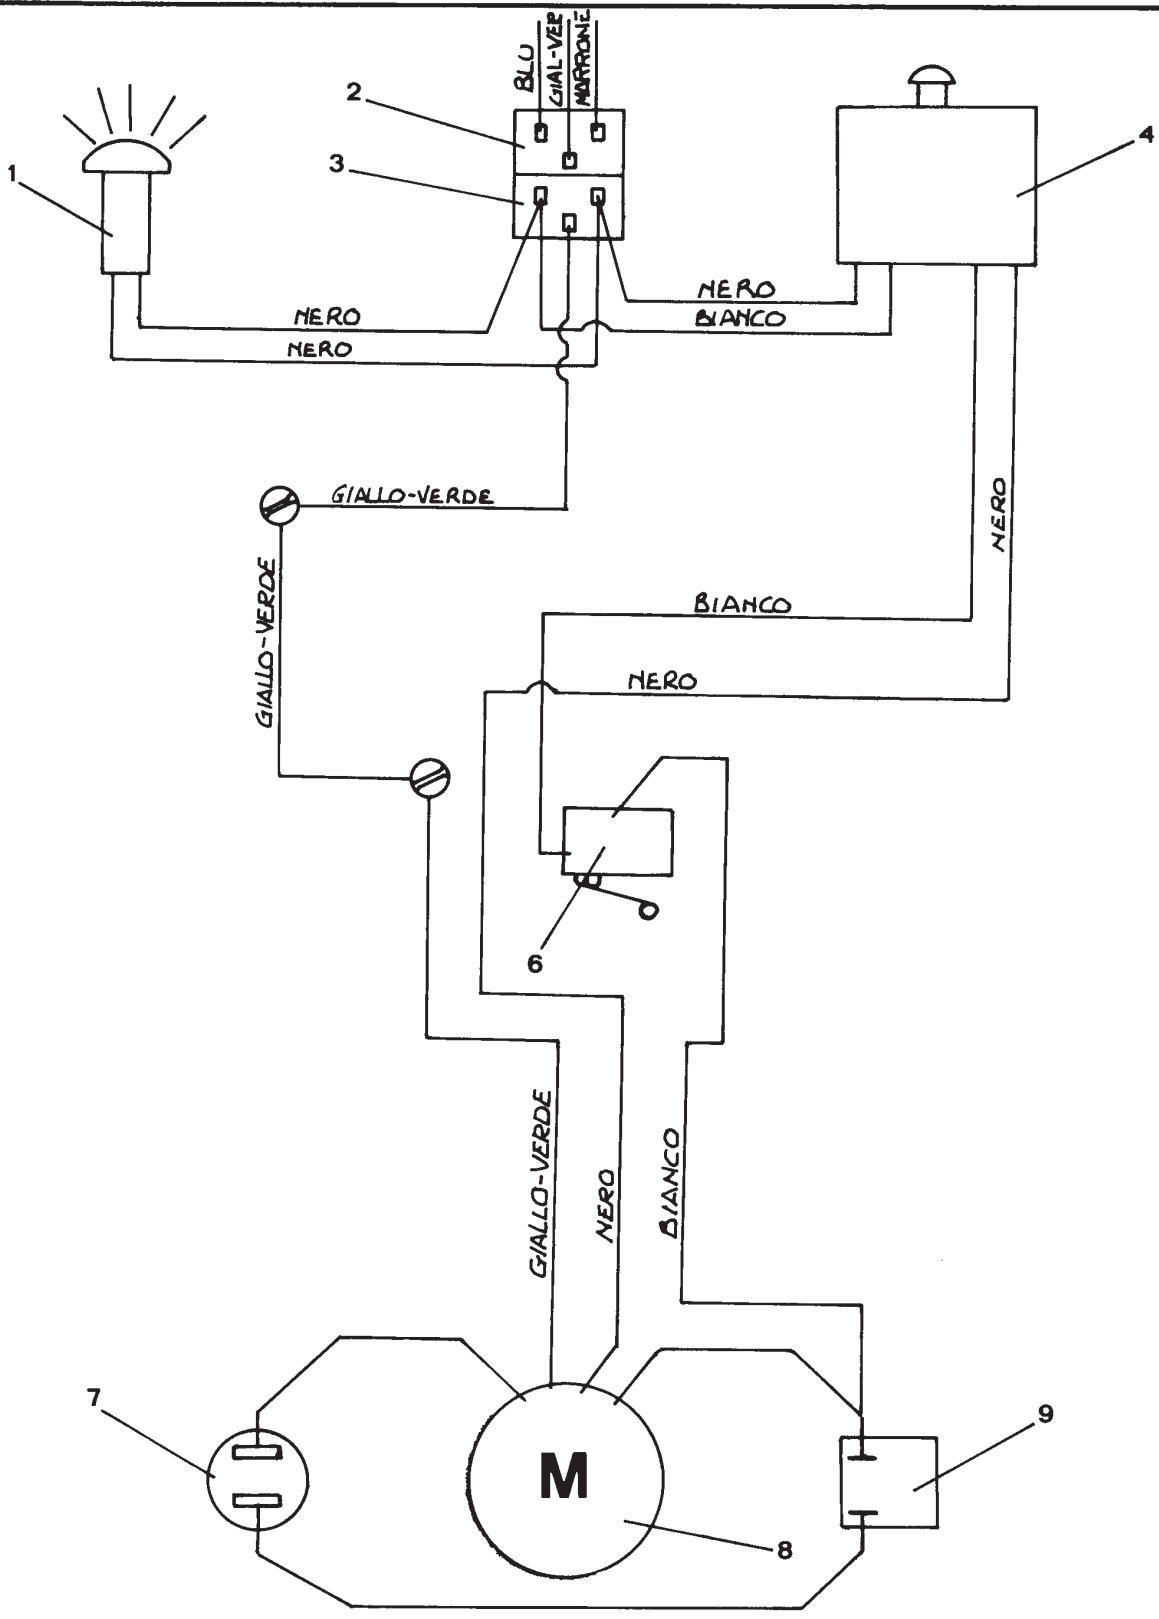 BLU
GIAL-VER
MARRONE
2
3
1
4
NERO
BIANCO
NERO
NERO
GIALLO-VERDE
NERO
GIALLO-VERDE
BIANCO
NERO
6
GIALLO-VERDE
NERO
BIANCO
7
M
9
8